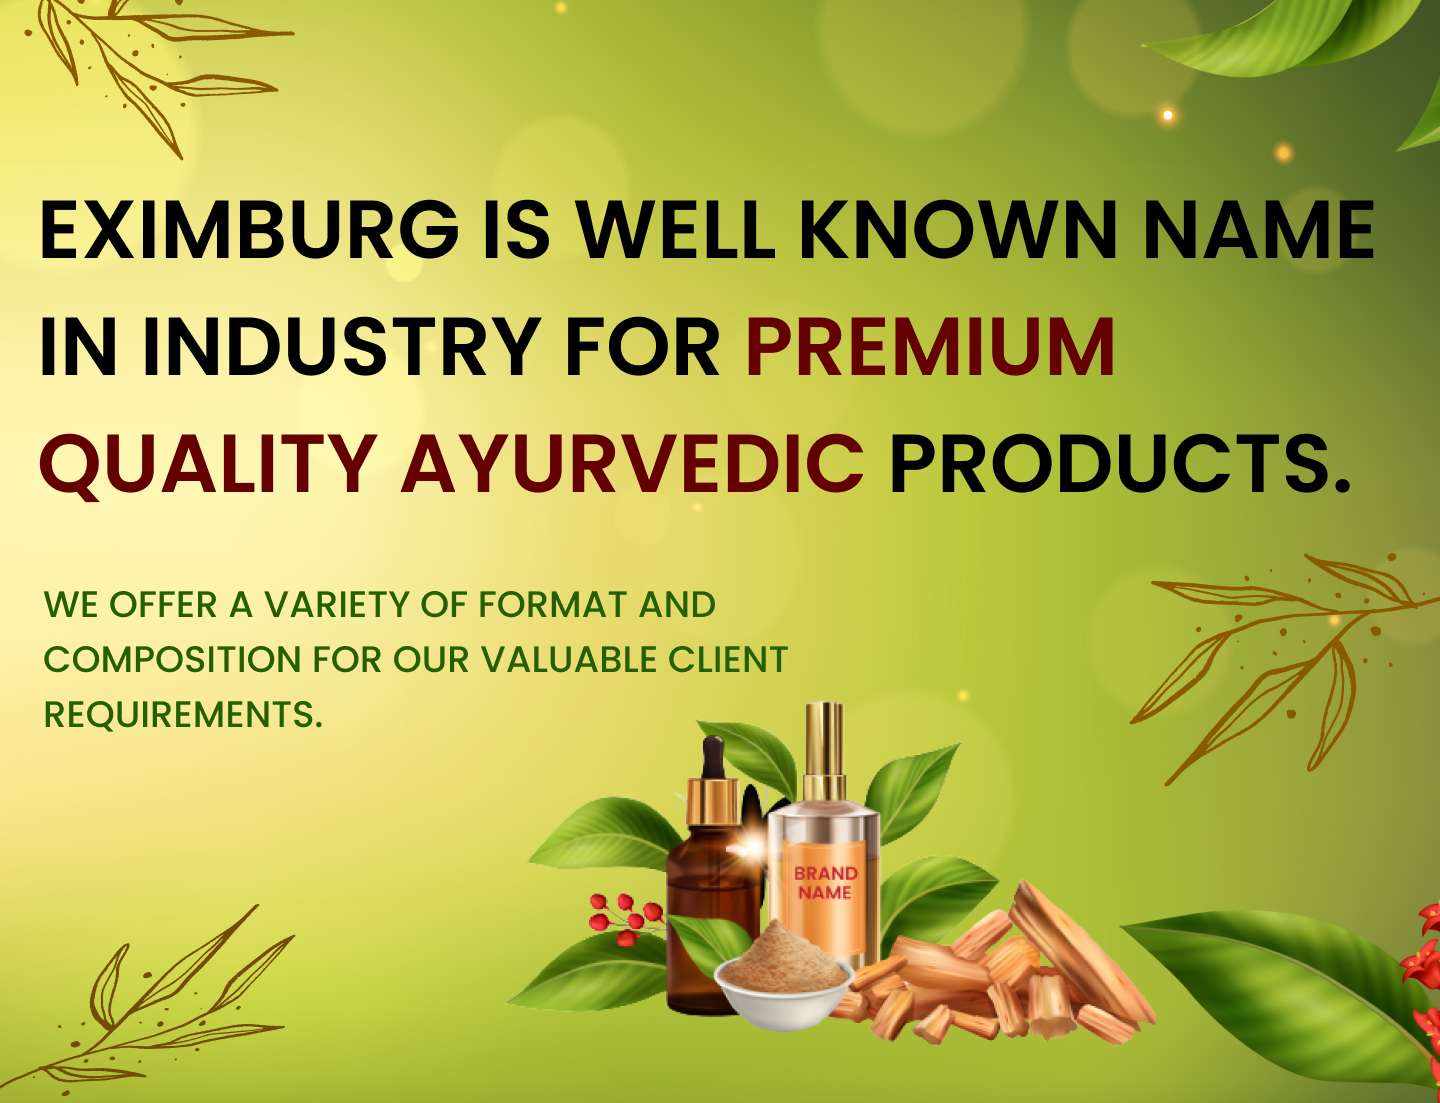 EXIMBURG IS WELL KNOWN NAME
IN INDUSTRY FOR PREMIUM
QUALITY AYURVEDIC PRODUCTS.
WE OFFER A VARIETY OF FORMAT AND
COMPOSITION FOR OUR VALUABLE CLIENT
REQUIREMENTS.
BRAND
NAME